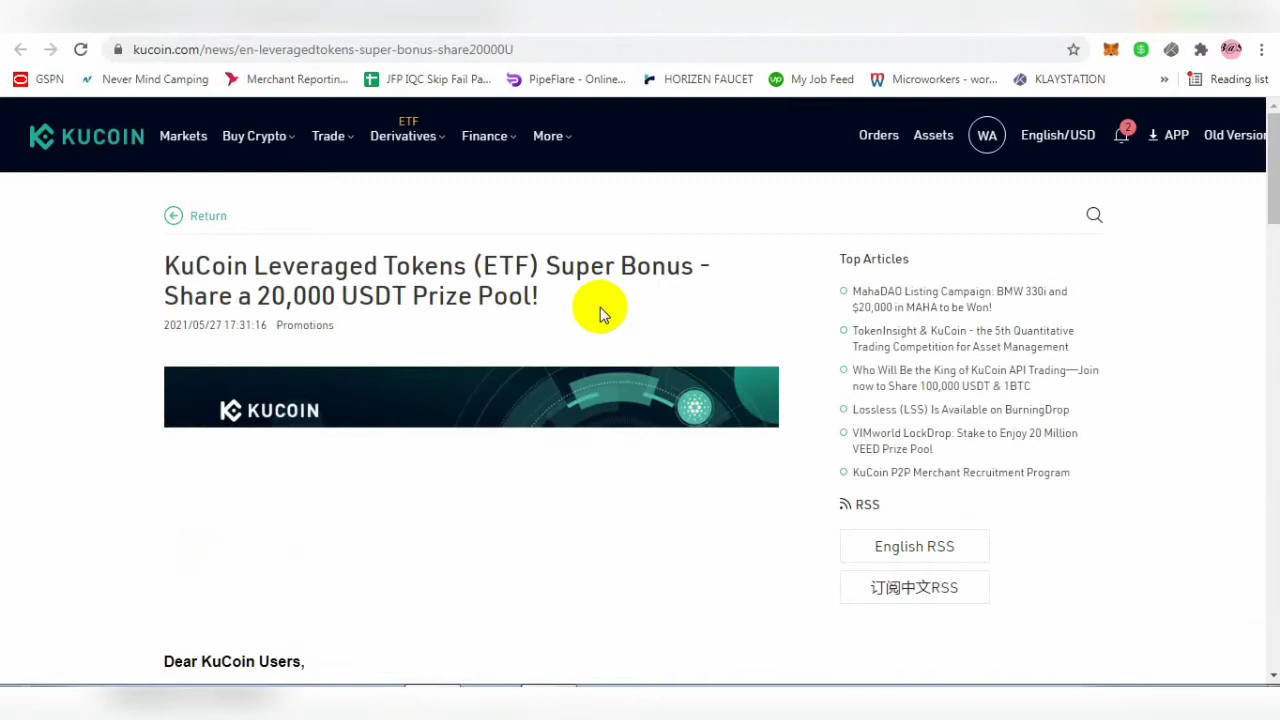 kucoin.com/news/en-leveragedtokens-super-bonus-share20000U
GSPN Never Mind Camping Merchant Reportin... JFP IQC Skip Fail Pa... PipeFlare - Online... HORIZEN FAUCET My Job Feed Microworkers - wor... KLAYSTATION » Reading list
KUCOIN Markets Buy Crypto Trade ETF Derivatives Finance More Orders Assets WA English/USD 2 APP Old Version
Return
KuCoin Leveraged Tokens (ETF) Super Bonus -
Share a 20,000 USDT Prize Pool!
2021/05/27 17:31:16 Promotions
KUCOIN
Dear KuCoin Users,
Top Articles
MahaDAO Listing Campaign: BMW 330i and
$20,000 in MAHA to be Won!
TokenInsight & KuCoin - the 5th Quantitative
Trading Competition for Asset Management
Who Will Be the King of KuCoin API Trading—Join
now to Share 100,000 USDT & 1BTC
Lossless (LSS) Is Available on BurningDrop
VIMworld LockDrop: Stake to Enjoy 20 Million
VEED Prize Pool
KuCoin P2P Merchant Recruitment Program
RSS
English RSS
订阅中文RSS